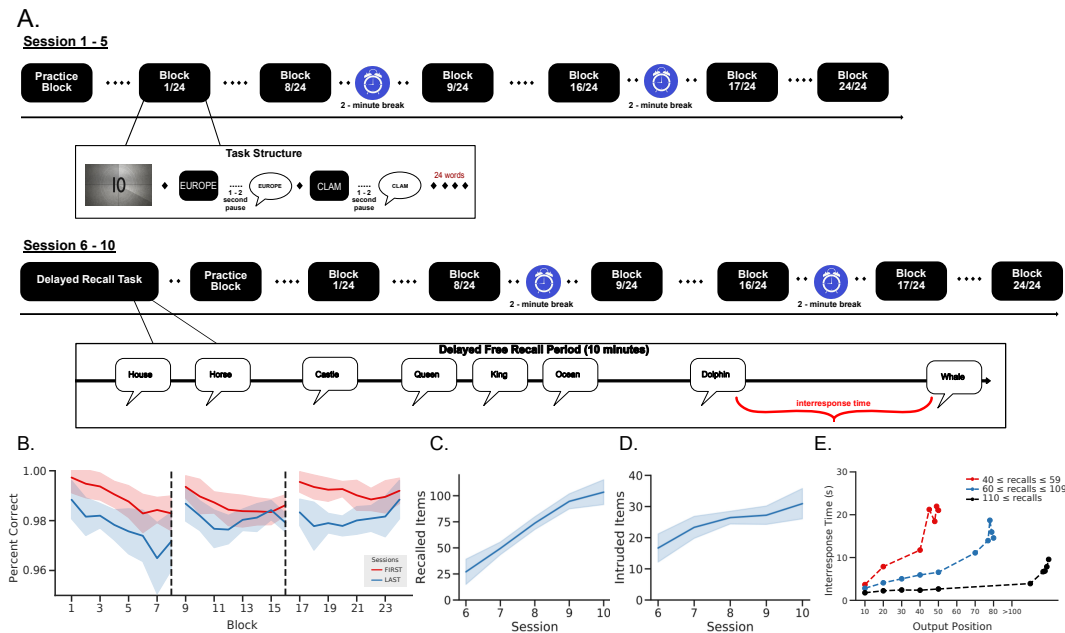 A.
Session 1 - 5
Practice
Block
Block
1/24
Block
8/24
2 - minute break
Block
9/24
Block
16/24
2 - minute break
Block
17/24
Block
24/24
Task Structure
10
EUROPE
1 - 2
second
pause
EUROPE
CLAM
1 - 2
second
pause
CLAM
24 words
Session 6 - 10
Delayed Recall Task
Practice
Block
Block
1/24
Block
8/24
2 - minute break
Block
9/24
Block
16/24
2 - minute break
Block
17/24
Block
24/24
Delayed Free Recall Period (10 minutes)
House
Horse
Castle
Queen
King
Ocean
Dolphin
Whale
interresponse time
B.
Percent Correct
1.00
0.98
0.96
1 3 5 7 9 11 13 15 17 19 21 23
Block
Sessions
FIRST
LAST
C.
Recalled Items
100
75
50
25
0
6 7 8 9 10
Session
D.
Intruded Items
40
30
20
10
0
6 7 8 9 10
Session
E.
Interresponse Time (s)
30
20
10
0
10 20 30 40 50 60 70 80 >100
Output Position
40 ≤ recalls ≤ 59
60 ≤ recalls ≤ 109
110 ≤ recalls